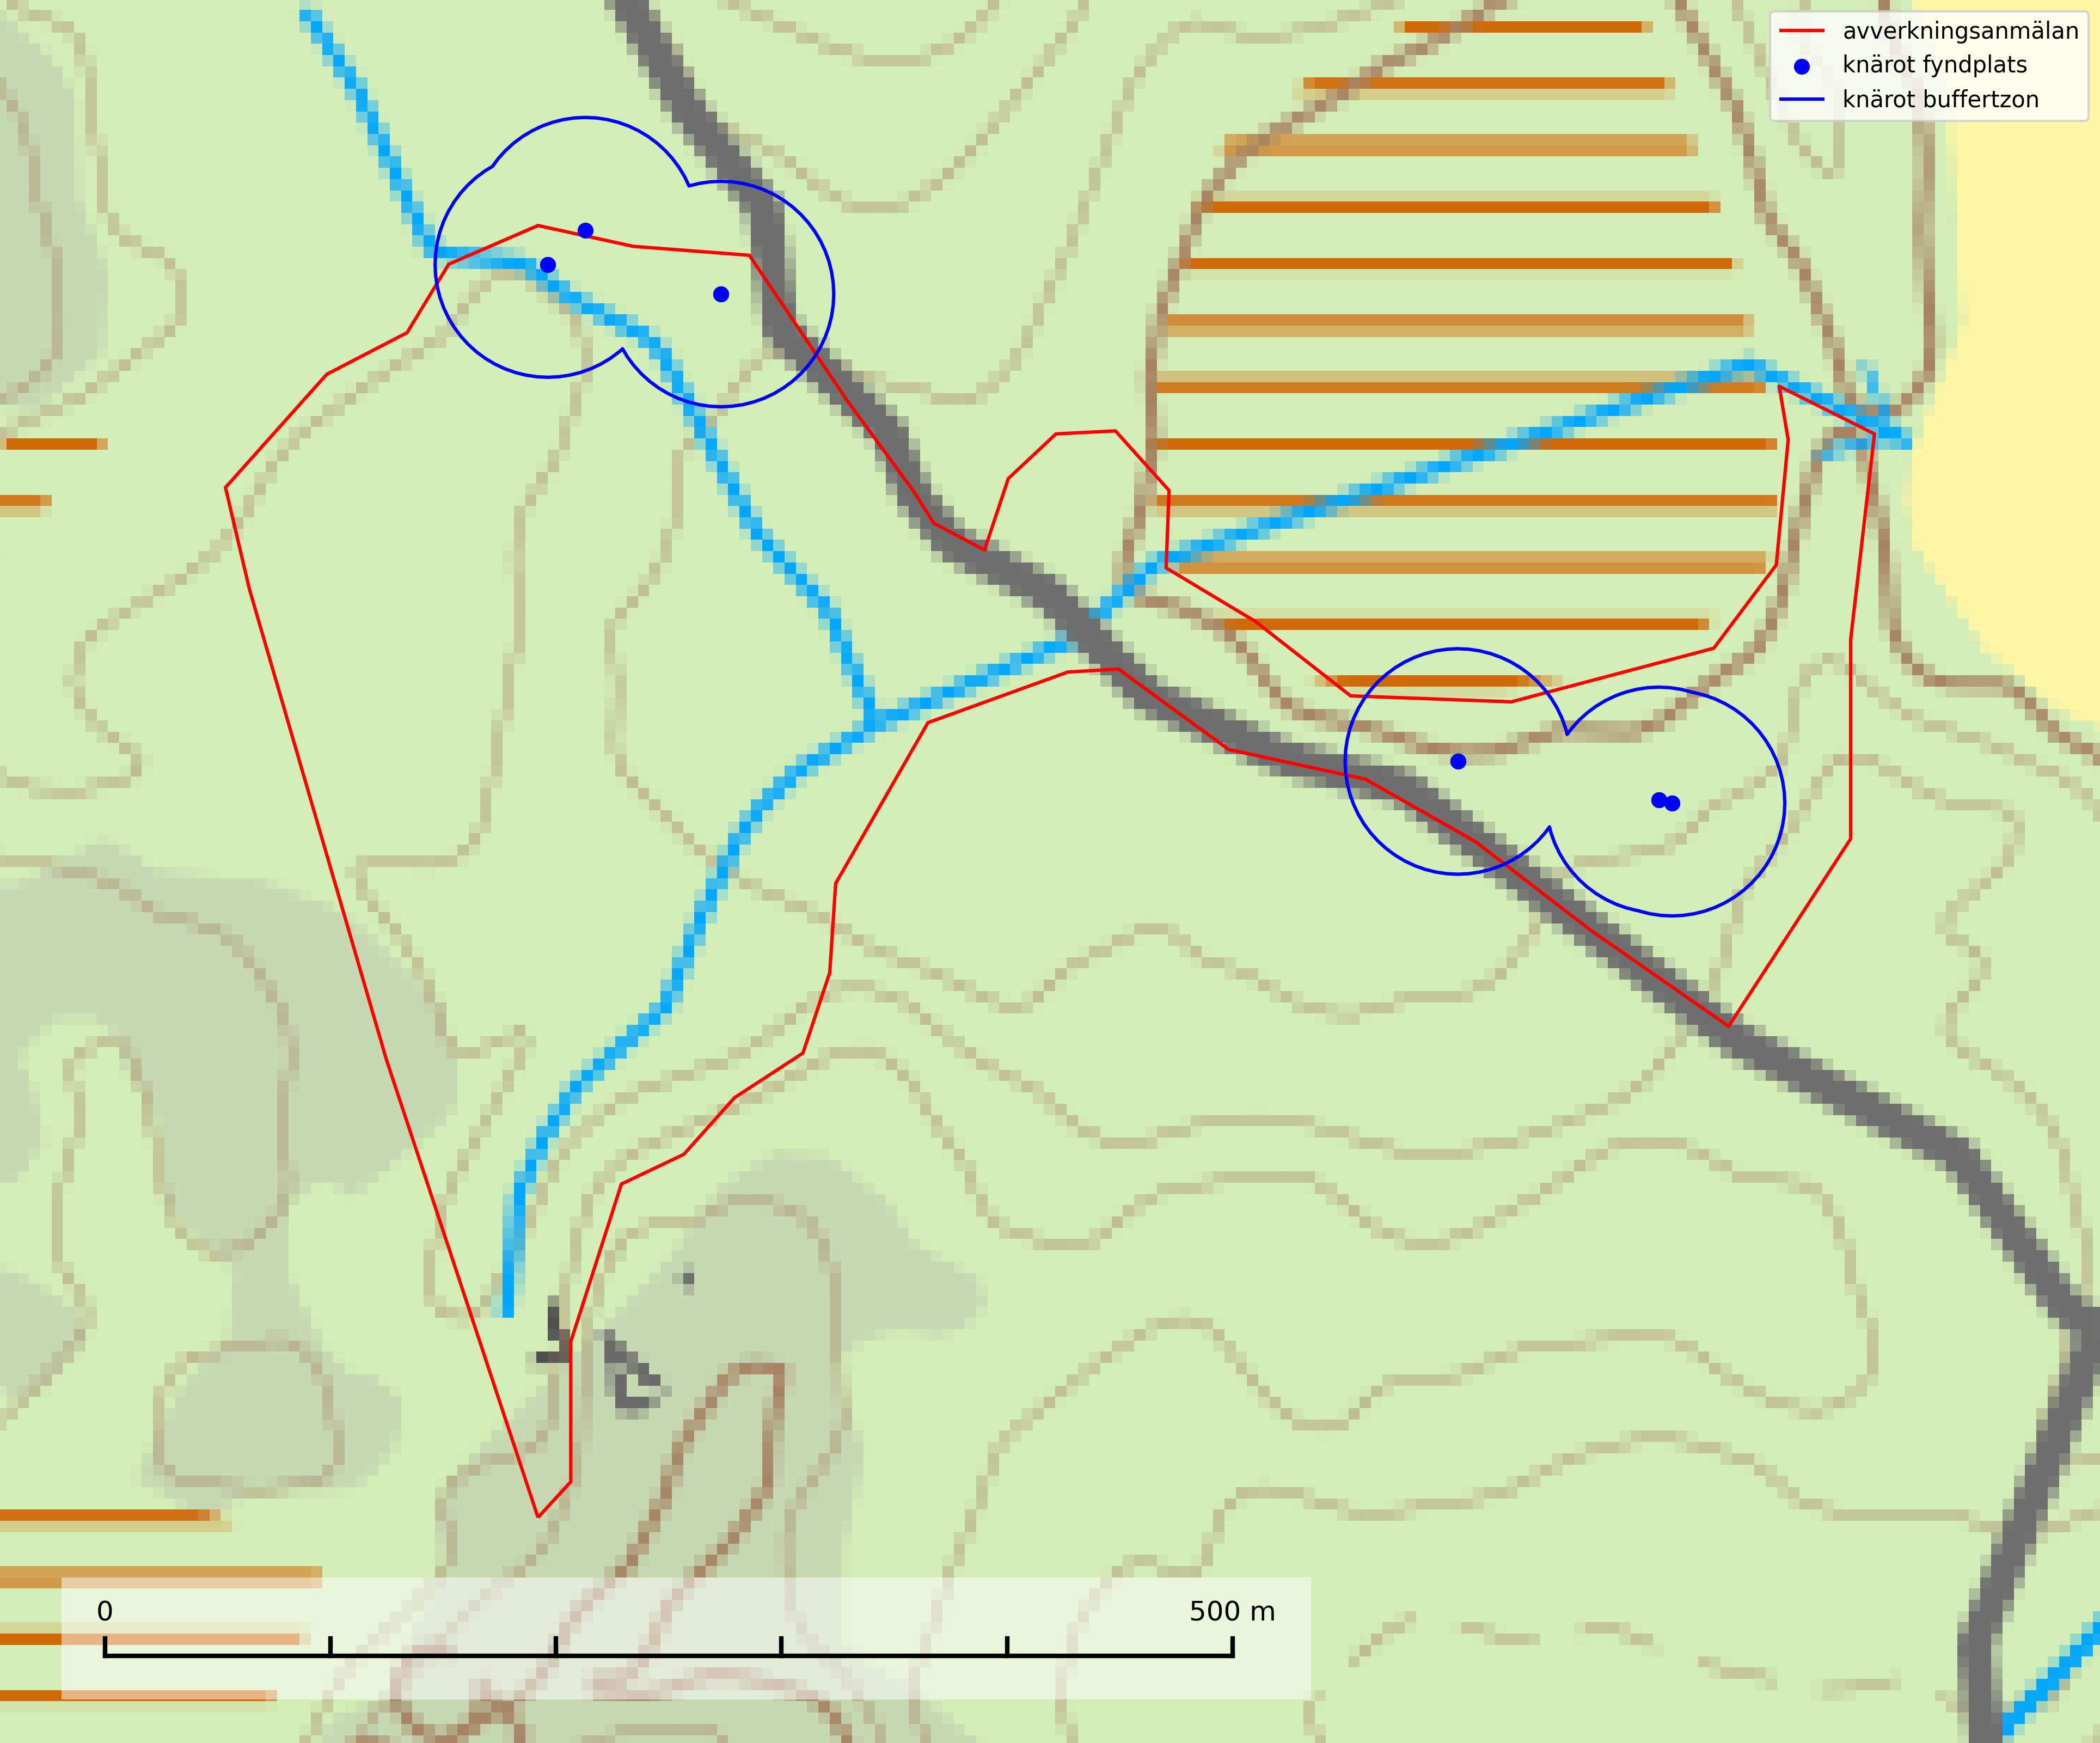 avverkningsanmälan
knärot fyndplats
knärot buffertzon
0
500 m